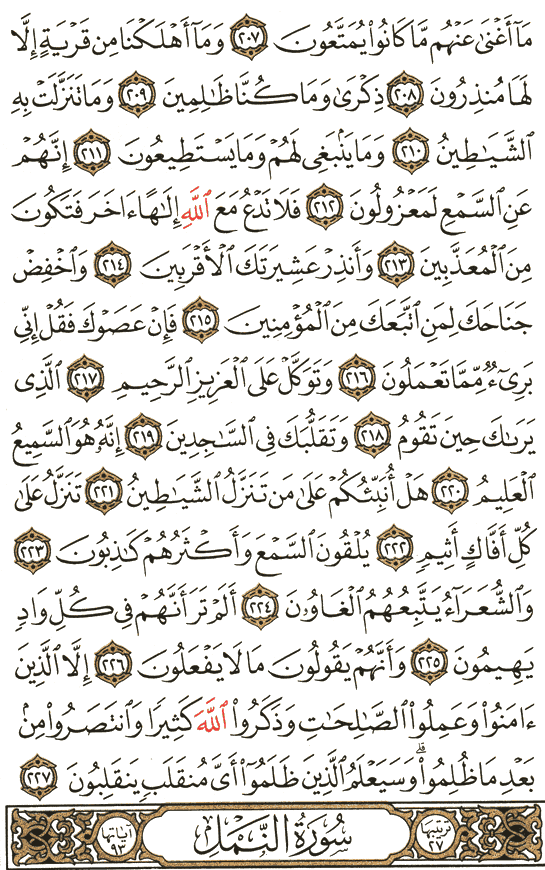 مَآ أَغْنَىٰ عَنْهُم مَّا كَانُوا۟ يُمَتَّعُونَ ٢٠٧ وَمَآ أَهْلَكْنَا مِن قَرْيَةٍ إِلَّا
لَهَا مُنذِرُونَ ٢٠٨ ذِكْرَىٰ وَمَا كُنَّا ظَٰلِمِينَ ٢٠٩ وَمَا تَنَزَّلَتْ بِهِ
ٱلشَّيَٰطِينُ ٢١٠ وَمَا يَنۢبَغِى لَهُمْ وَمَا يَسْتَطِيعُونَ ٢١١ إِنَّهُمْ
عَنِ ٱلسَّمْعِ لَمَعْزُولُونَ ٢١٢ فَلَا نَدْعُ مَعَ ٱللَّهِ إِلَٰهًا ءَاخَرَ فَتَكُونَ
مِنَ ٱلْمُعَذَّبِينَ ٢١٣ وَأَنذِرْ عَشِيرَتَكَ ٱلْأَقْرَبِينَ ٢١٤ وَٱخْفِضْ
جَنَاحَكَ لِمَنِ ٱتَّبَعَكَ مِنَ ٱلْمُؤْمِنِينَ ٢١٥ فَإِنْ عَصَوْكَ فَقُلْ إِنِّى
بَرِىٓءٌ مِّمَّا تَعْمَلُونَ ٢١٦ وَتَوَكَّلْ عَلَى ٱلْعَزِيزِ ٱلرَّحِيمِ ٢١٧ ٱلَّذِى
يَرَىٰكَ حِينَ تَقُومُ ٢١٨ وَتَقَلُّبَكَ فِى ٱلسَّٰجِدِينَ ٢١٩ إِنَّهُۥ هُوَ ٱلسَّمِيعُ
ٱلْعَلِيمُ ٢٢٠ هَلْ أُنَبِّئُكُمْ عَلَىٰ مَن تَنَزَّلُ ٱلشَّيَٰطِينُ ٢٢١ تَنَزَّلُ عَلَىٰ
كُلِّ أَفَّاكٍ أَثِيمٍ ٢٢٢ يُلْقُونَ ٱلسَّمْعَ وَأَكْثَرُهُمْ كَٰذِبُونَ ٢٢٣
وَٱلشُّعَرَآءُ يَتَّبِعُهُمُ ٱلْغَاوُۥنَ ٢٢٤ أَلَمْ تَرَ أَنَّهُمْ فِى كُلِّ وَادٍ
يَهِيمُونَ ٢٢٥ وَأَنَّهُمْ يَقُولُونَ مَا لَا يَفْعَلُونَ ٢٢٦ إِلَّا ٱلَّذِينَ
ءَامَنُوا۟ وَعَمِلُوا۟ ٱلصَّٰلِحَٰتِ وَذَكَرُوا۟ ٱللَّهَ كَثِيرًا وَٱنتَصَرُوا۟ مِنۢ
بَعْدِ مَا ظُلِمُوا۟ ۗ وَسَيَعْلَمُ ٱلَّذِينَ ظَلَمُوٓا۟ أَىَّ مُنقَلَبٍ يَنقَلِبُونَ ٢٢٧
ترتيبها ٢٧ سُورَةُ النَّمْلِ آياتها ٩٣